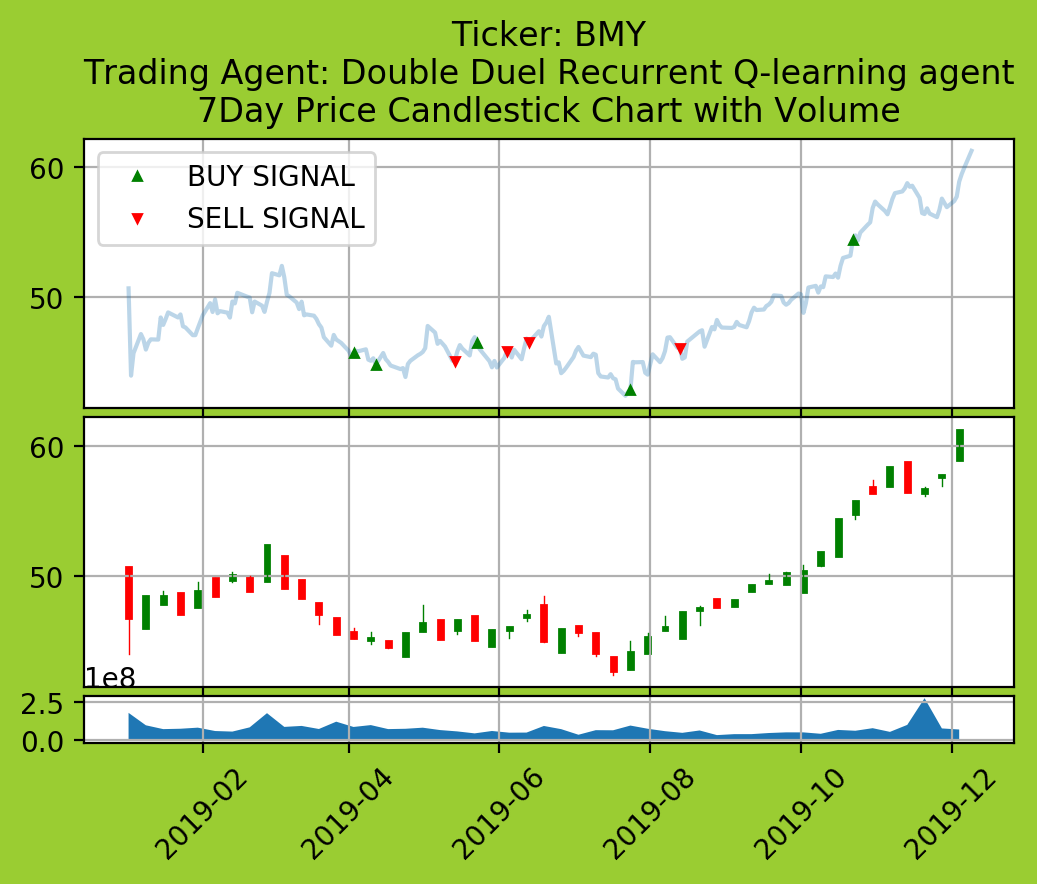 Ticker: BMY
Trading Agent: Double Duel Recurrent Q-learning agent
7Day Price Candlestick Chart with Volume
60
50
BUY SIGNAL
SELL SIGNAL
60
50
1e8
2.5
0.0
2019-02
2019-04
2019-06
2019-08
2019-10
2019-12